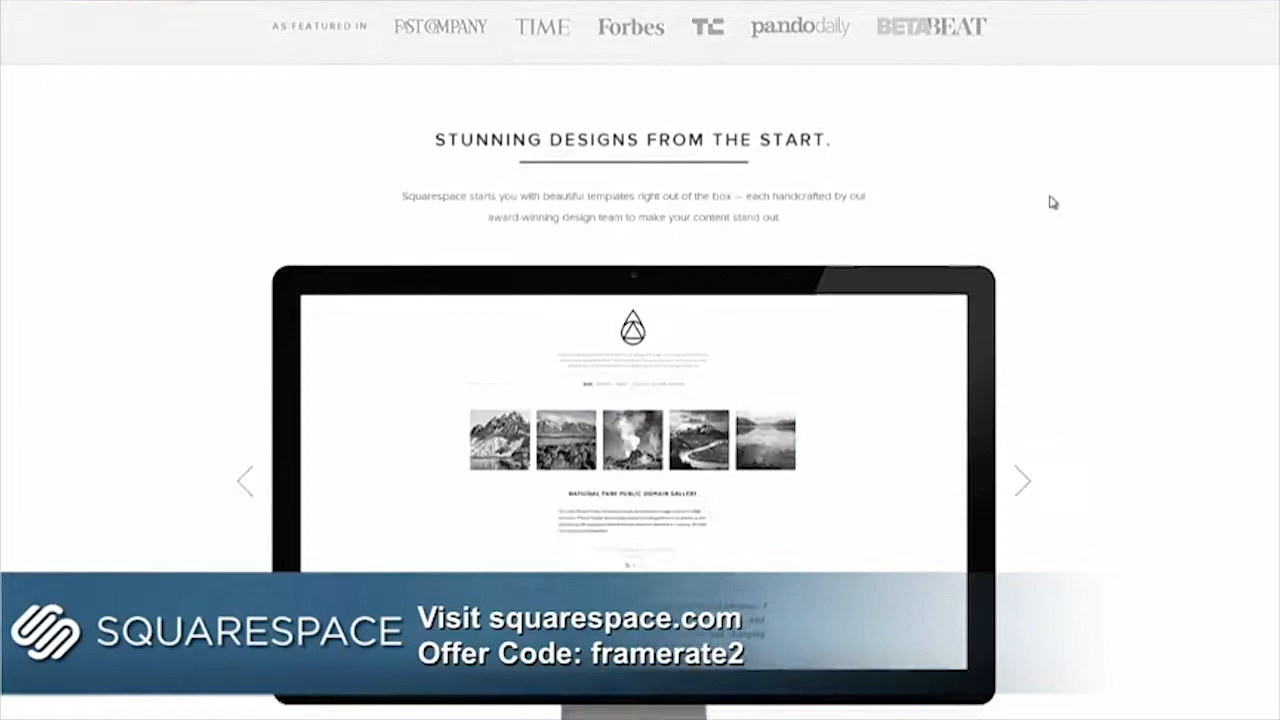 AS FEATURED IN FAST COMPANY TIME Forbes TC pandodaily BETABEAT
STUNNING DESIGNS FROM THE START.
Squarespace starts you with beautiful templates right out of the box — each handcrafted by our
award-winning design team to make your content stand out.
NATIONAL PARK PUBLIC DOMAIN GALLERY
SQUARESPACE
Visit squarespace.com
Offer Code: framerate2